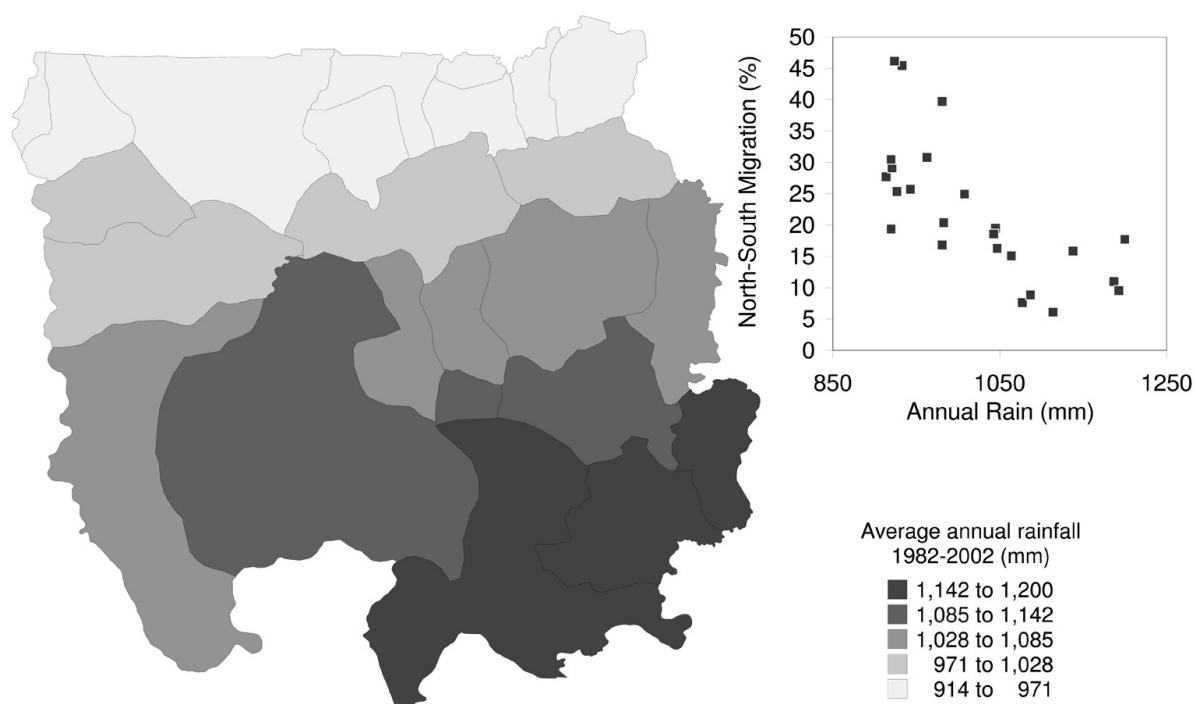 50
45
40
35
30
25
20
15
10
5
0
North-South Migration (%)
850 1050 1250
Annual Rain (mm)
Average annual rainfall
1982-2002 (mm)
1,142 to 1,200
1,085 to 1,142
1,028 to 1,085
971 to 1,028
914 to 971